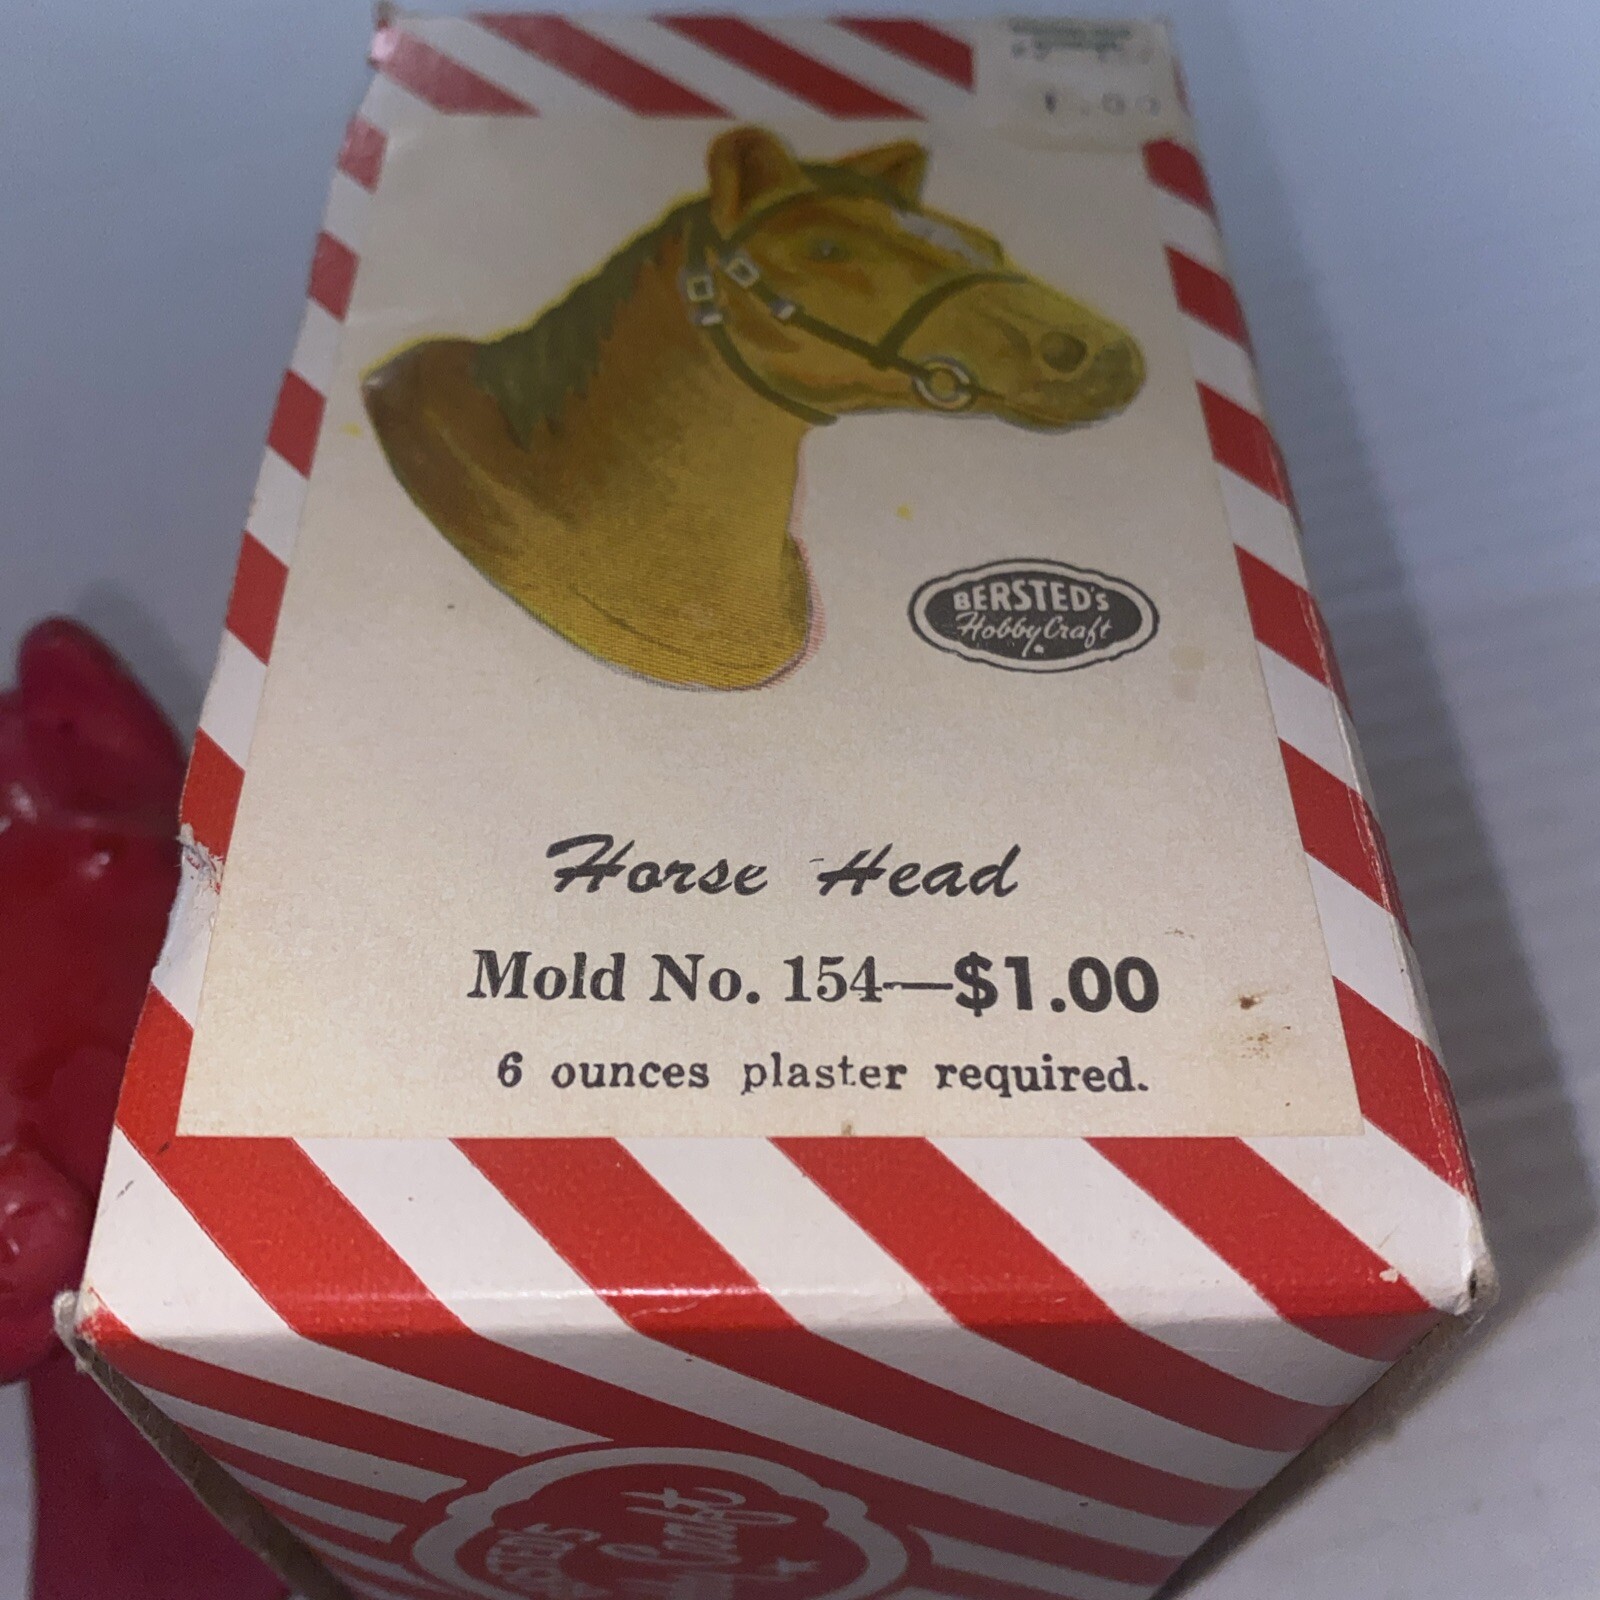 BERSTED's
HobbyCraft
Horse Head
Mold No. 154—$1.00
6 ounces plaster required.